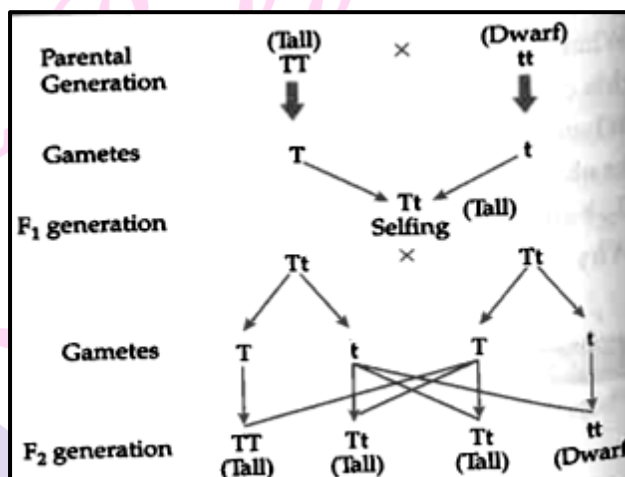 (Tall) × (Dwarf)
Parental TT tt
Generation
Gametes T t
Tt (Tall)
F₁ generation Selfing
Tt × Tt
Gametes T t T t
F₂ generation TT Tt Tt tt
(Tall) (Tall) (Tall) (Dwarf)